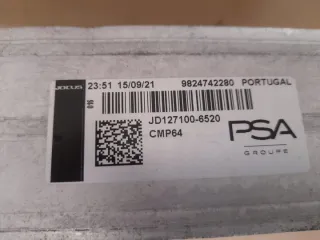 23:51 15/09/21 9824742280 PORTUGAL
JD127100-6520
CMP64
PSA
GROUPE